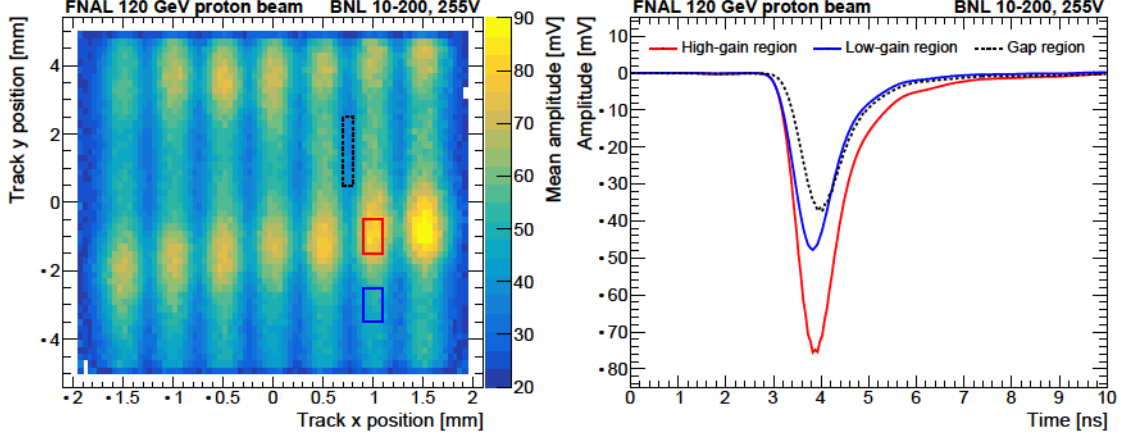 FNAL 120 GeV proton beam BNL 10-200, 255V
Track y position [mm]
4
2
0
•2
•4
•2 •1.5 •1 •0.5 0 0.5 1 1.5 2
Track x position [mm]
90
80
70
60
50
40
30
20
Mean amplitude [mV]
FNAL 120 GeV proton beam BNL 10-200, 255V
Amplitude [mV]
High-gain region Low-gain region Gap region
10
0
•10
•20
•30
•40
•50
•60
•70
•80
0 1 2 3 4 5 6 7 8 9 10
Time [ns]